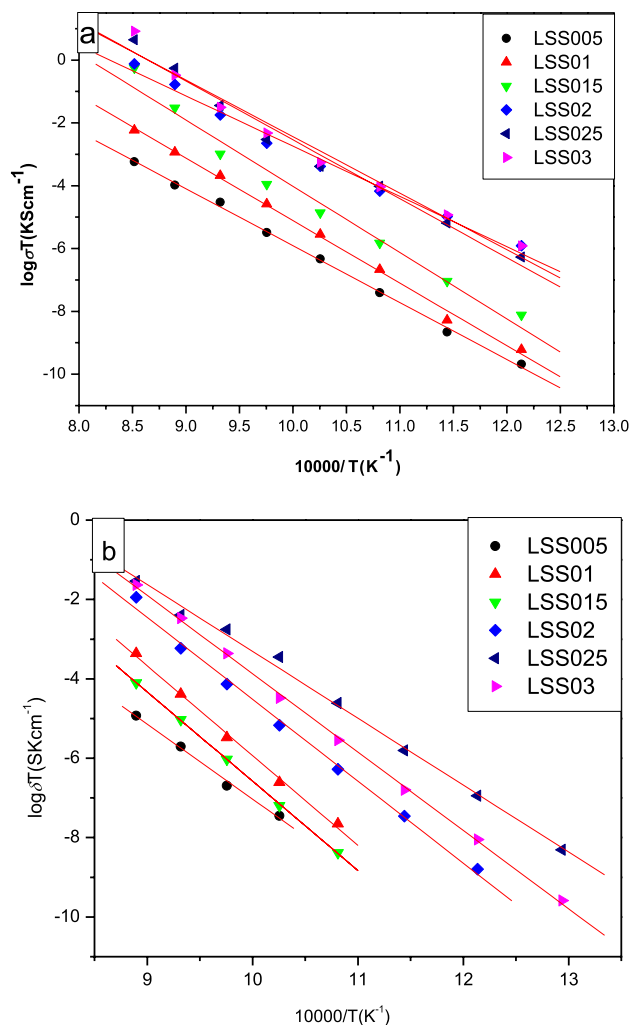 a
LSS005
LSS01
LSS015
LSS02
LSS025
LSS03
logσT(KScm⁻¹)
0
-2
-4
-6
-8
-10
8.0 8.5 9.0 9.5 10.0 10.5 11.0 11.5 12.0 12.5 13.0
10000/T(K⁻¹)
b
LSS005
LSS01
LSS015
LSS02
LSS025
LSS03
logδT(SKcm⁻¹)
0
-2
-4
-6
-8
-10
9 10 11 12 13
10000/T(K⁻¹)